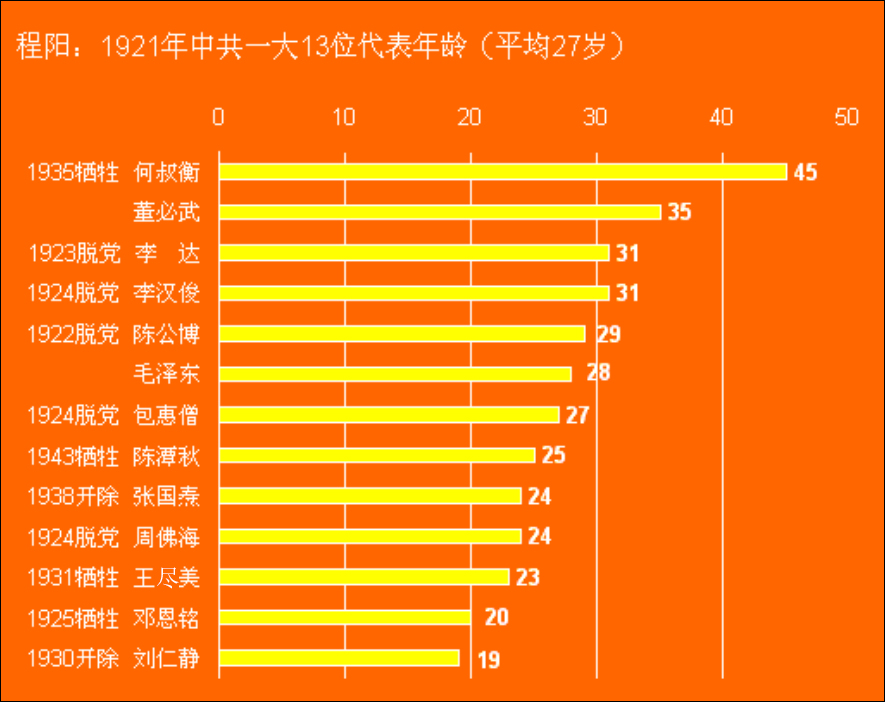 程阳：1921年中共一大13位代表年龄（平均27岁）
0 10 20 30 40 50
1935牺牲 何叔衡 45
董必武 35
1923脱党 李 达 31
1924脱党 李汉俊 31
1922脱党 陈公博 29
毛泽东 28
1924脱党 包惠僧 27
1943牺牲 陈潭秋 25
1938开除 张国焘 24
1924脱党 周佛海 24
1931牺牲 王尽美 23
1925牺牲 邓恩铭 20
1930开除 刘仁静 19